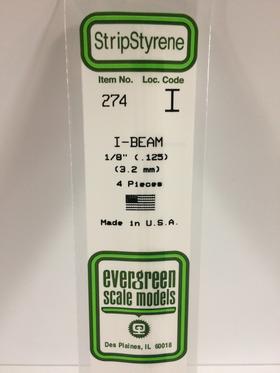 StripStyrene
Item No. Loc. Code
274 I
I-BEAM
1/8" (.125)
(3.2 mm)
4 Pieces
Made in U.S.A.
evergreen
scale models
Des Plaines, IL 60018